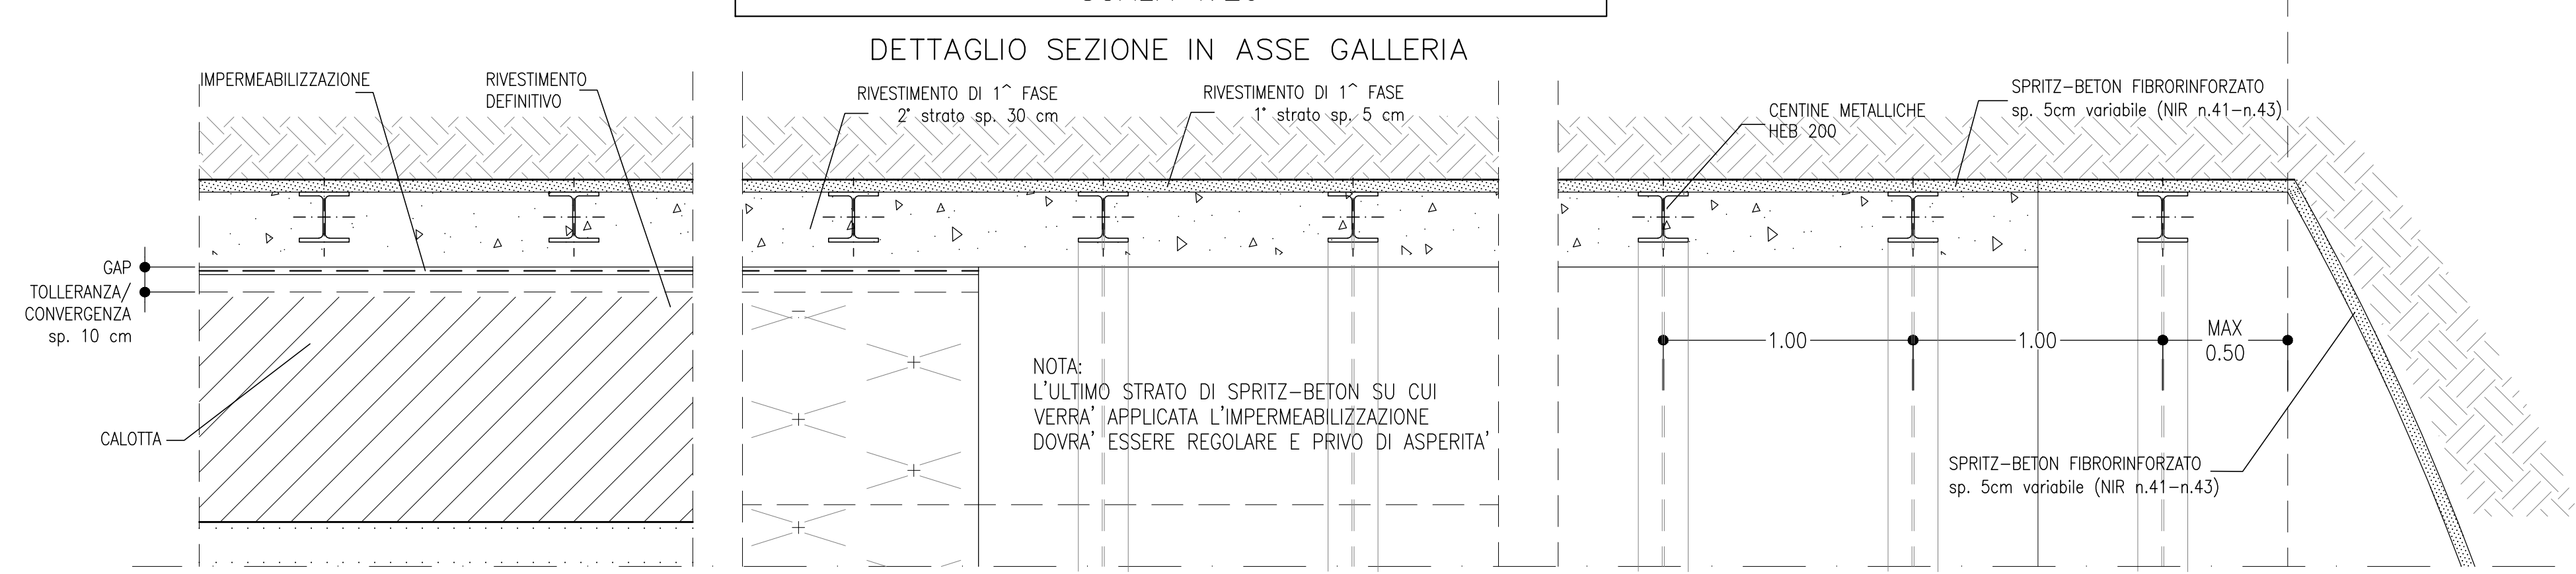 DETTAGLIO SEZIONE IN ASSE GALLERIA
IMPERMEABILIZZAZIONE
RIVESTIMENTO
DEFINITIVO
RIVESTIMENTO DI 1^ FASE
2° strato sp. 30 cm
RIVESTIMENTO DI 1^ FASE
1° strato sp. 5 cm
CENTINE METALLICHE
HEB 200
SPRITZ-BETON FIBRORINFORZATO
sp. 5cm variabile (NIR n.41-n.43)
GAP
TOLLERANZA/
CONVERGENZA
sp. 10 cm
CALOTTA
NOTA:
L'ULTIMO STRATO DI SPRITZ-BETON SU CUI
VERRA' APPLICATA L'IMPERMEABILIZZAZIONE
DOVRA' ESSERE REGOLARE E PRIVO DI ASPERITA'
1.00
1.00
MAX
0.50
SPRITZ-BETON FIBRORINFORZATO
sp. 5cm variabile (NIR n.41-n.43)